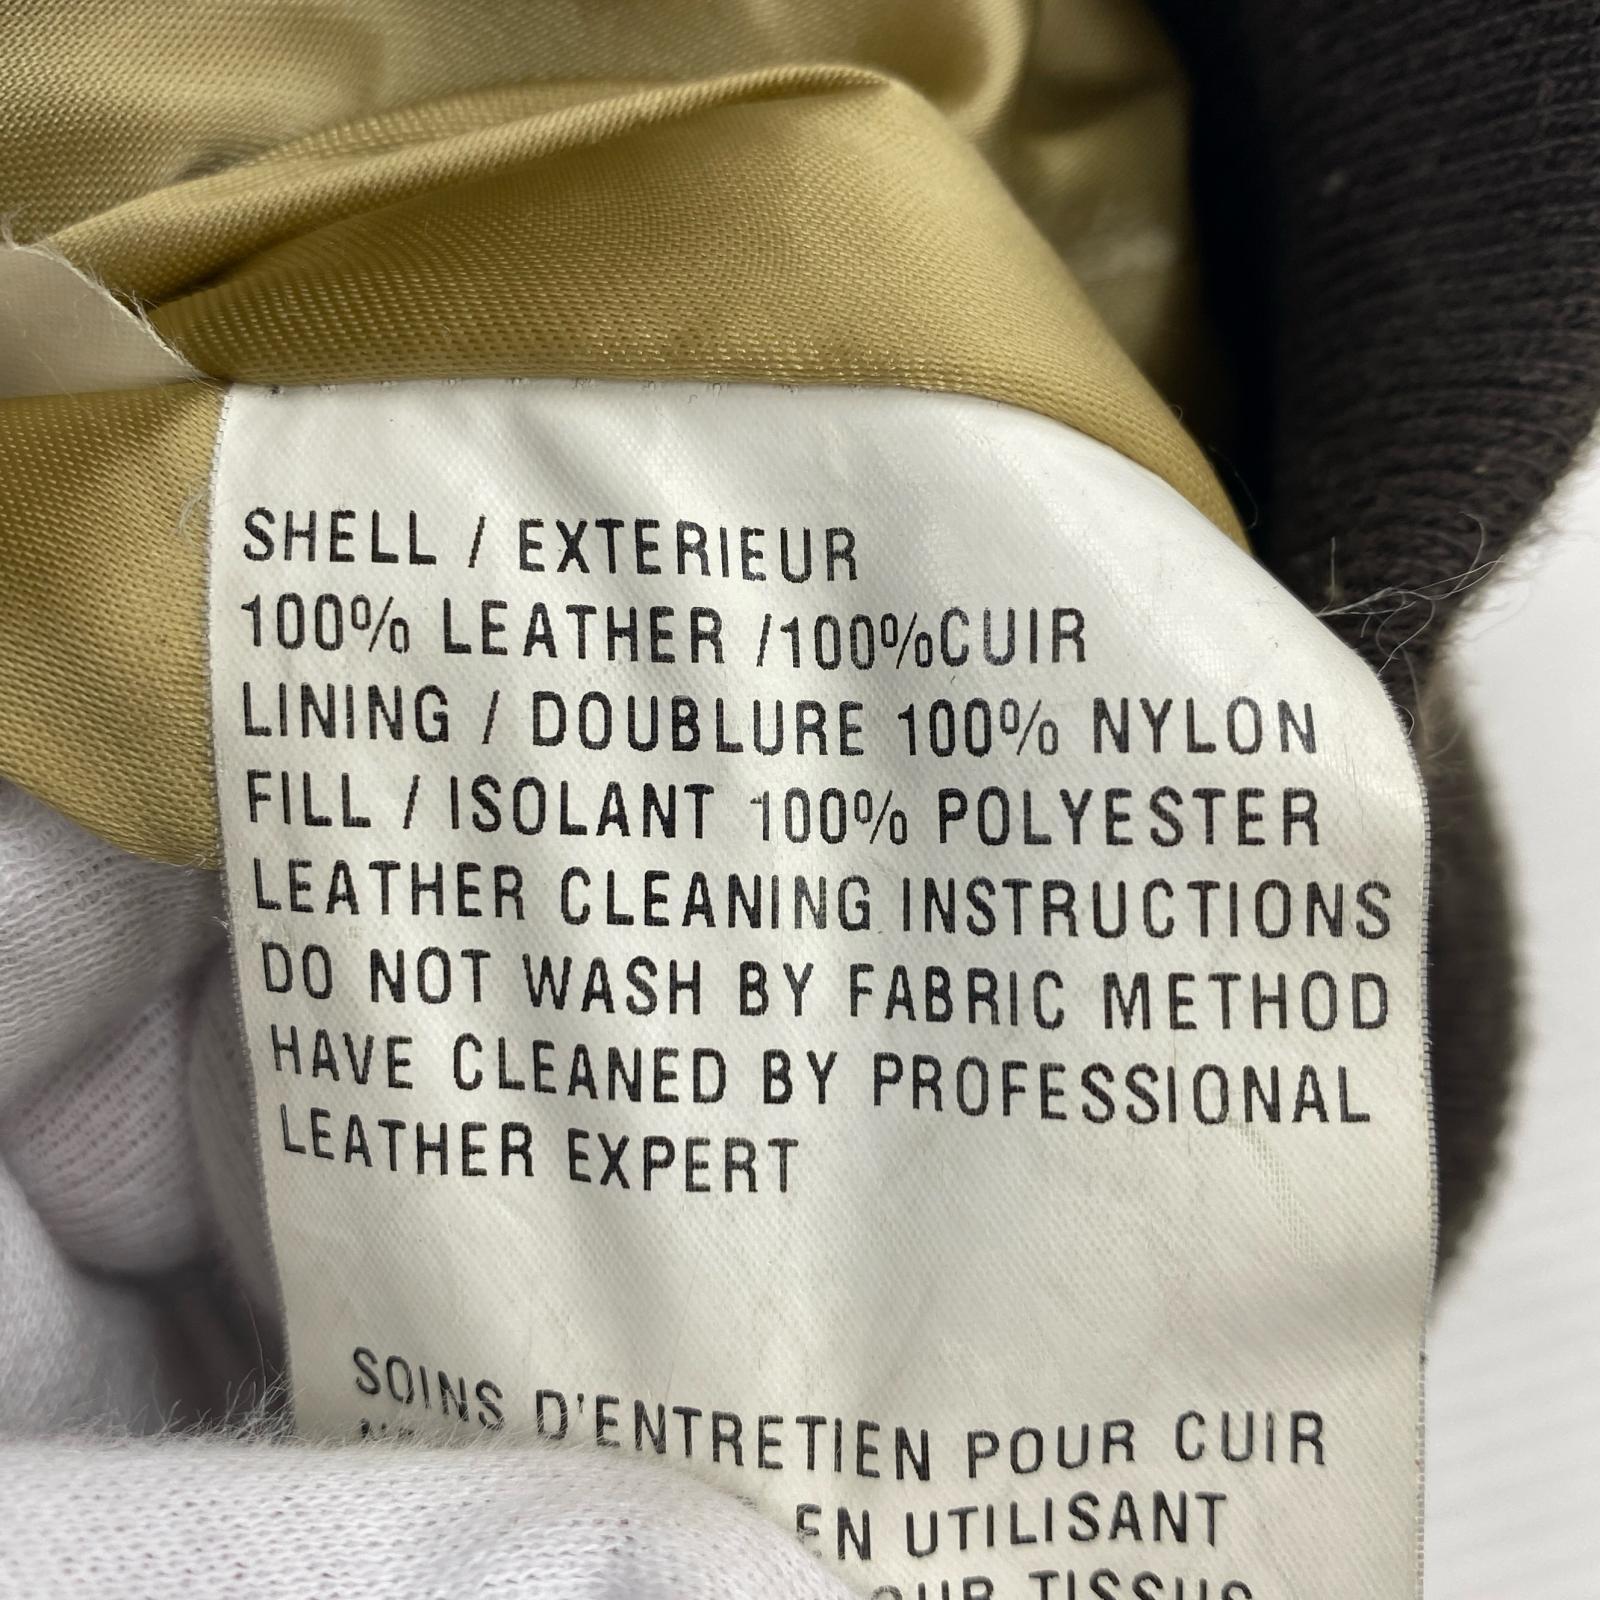 SHELL / EXTERIEUR
100% LEATHER /100%CUIR
LINING / DOUBLURE 100% NYLON
FILL / ISOLANT 100% POLYESTER
LEATHER CLEANING INSTRUCTIONS
DO NOT WASH BY FABRIC METHOD
HAVE CLEANED BY PROFESSIONAL
LEATHER EXPERT
SOINS D'ENTRETIEN POUR CUIR
EN UTILISANT
TISSUS